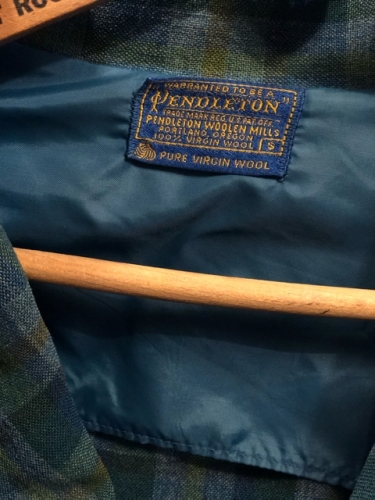 WARRANTED TO BE A
"PENDLETON"
TRADE MARK REG. U.S. PAT. OFF.
PENDLETON WOOLEN MILLS
PORTLAND, OREGON
100% VIRGIN WOOL S
PURE VIRGIN WOOL